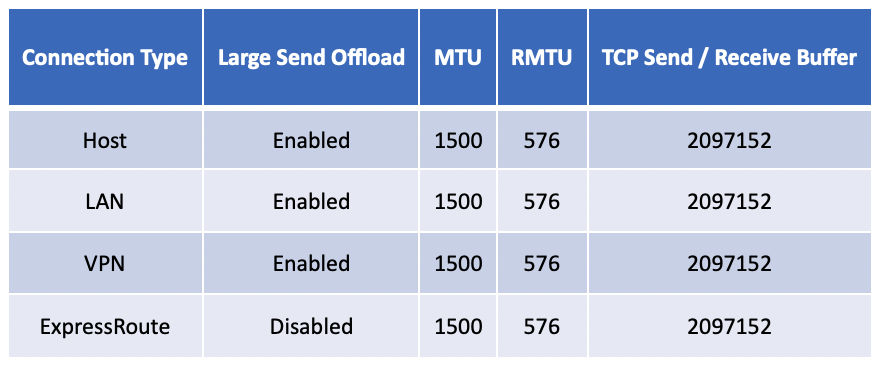 Connection Type Large Send Offload MTU RMTU TCP Send / Receive Buffer
Host Enabled 1500 576 2097152
LAN Enabled 1500 576 2097152
VPN Enabled 1500 576 2097152
ExpressRoute Disabled 1500 576 2097152